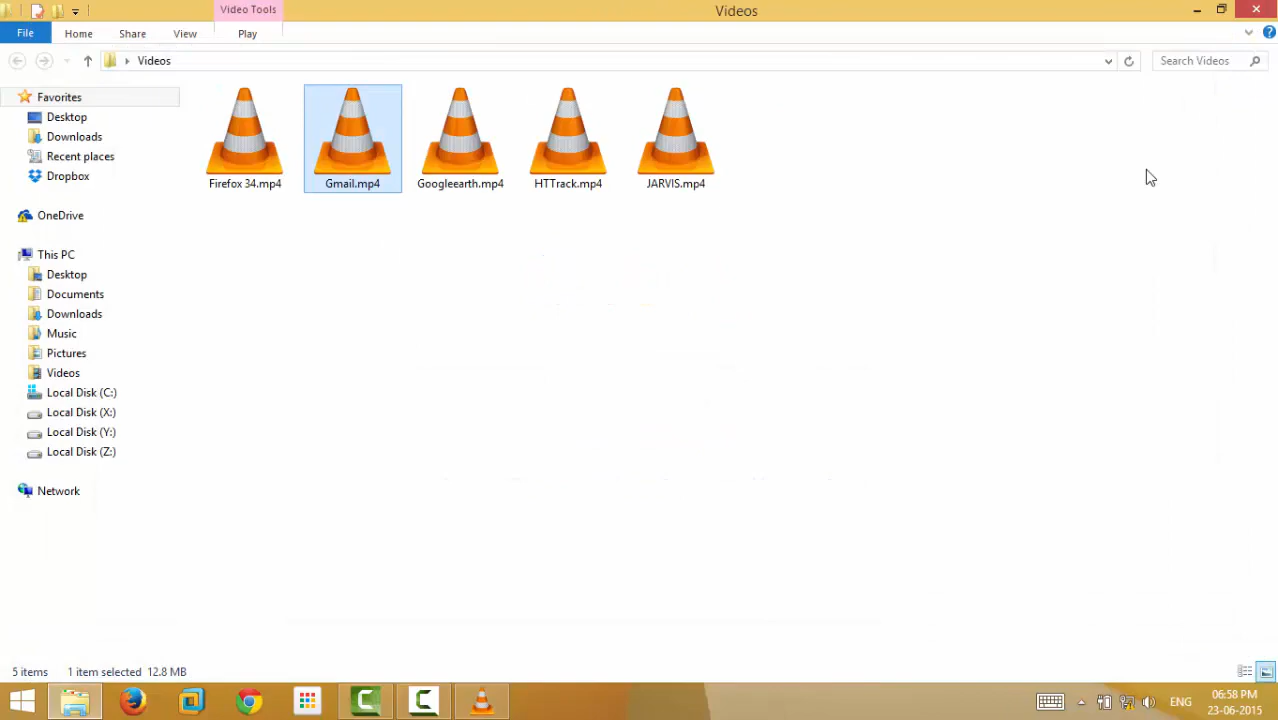 Video Tools
Videos
File Home Share View Play
Videos
Search Videos
Favorites
Desktop
Downloads
Recent places
Dropbox
OneDrive
This PC
Desktop
Documents
Downloads
Music
Pictures
Videos
Local Disk (C:)
Local Disk (X:)
Local Disk (Y:)
Local Disk (Z:)
Network
Firefox 34.mp4 Gmail.mp4 Googleearth.mp4 HTTrack.mp4 JARVIS.mp4
5 items 1 item selected 12.8 MB
ENG
06:58 PM
23-06-2015